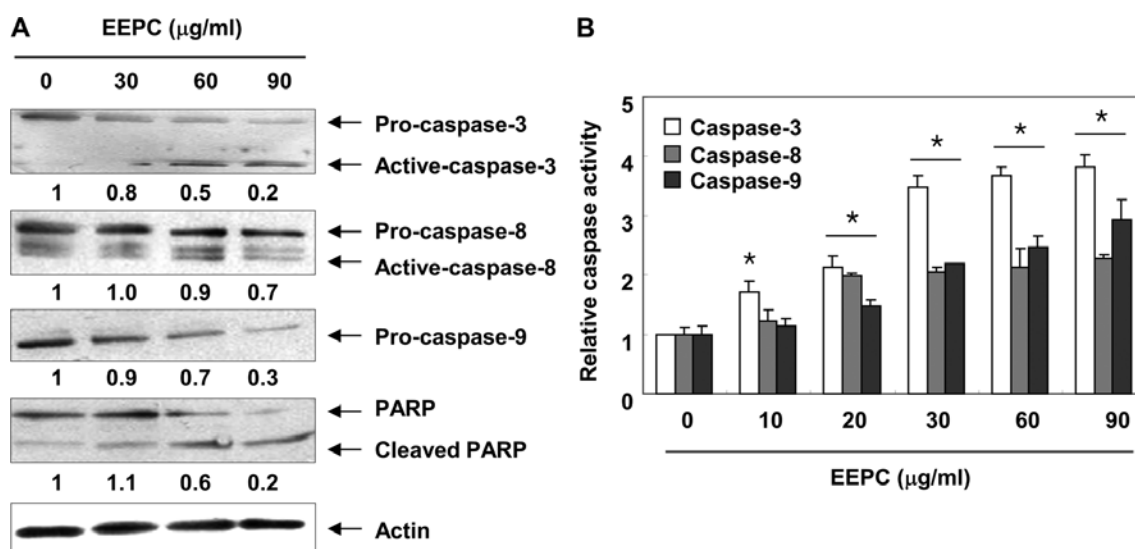 A
EEPC (μg/ml)
0 30 60 90
Pro-caspase-3
Active-caspase-3
1 0.8 0.5 0.2
Pro-caspase-8
Active-caspase-8
1 1.0 0.9 0.7
Pro-caspase-9
1 0.9 0.7 0.3
PARP
Cleaved PARP
1 1.1 0.6 0.2
Actin
B
Relative caspase activity
5
4
3
2
1
0
Caspase-3
Caspase-8
Caspase-9
* * * * *
0 10 20 30 60 90
EEPC (μg/ml)